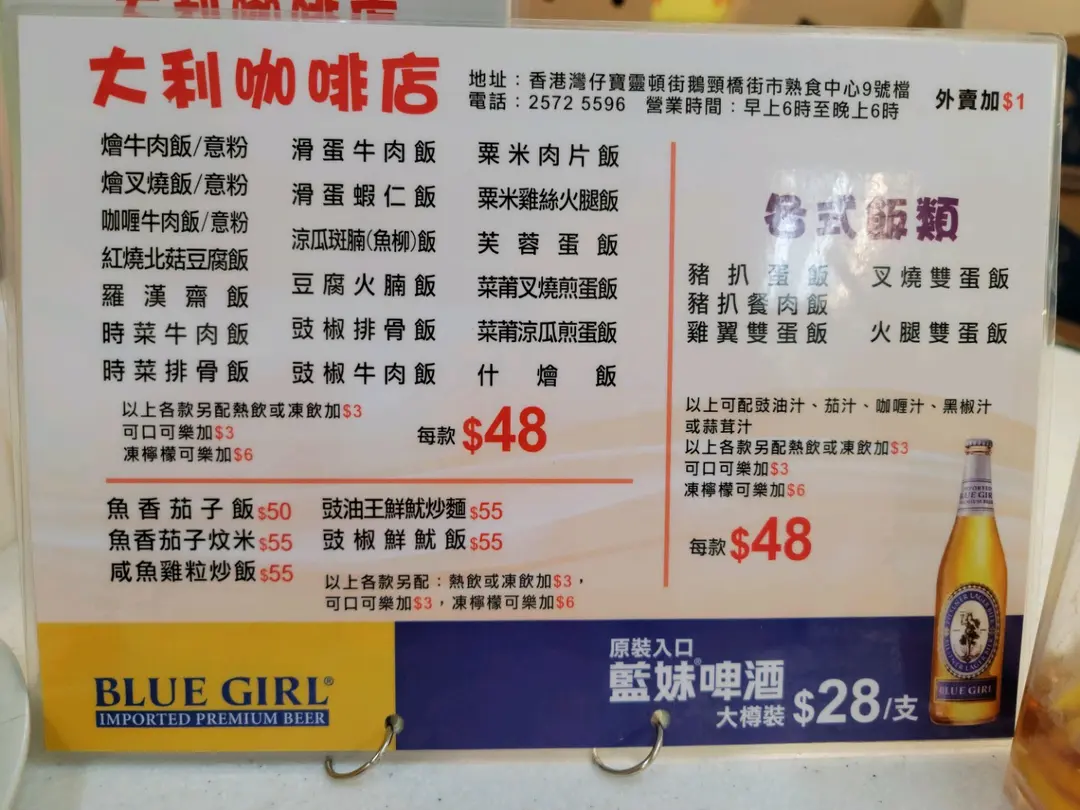 大利咖啡店
地址：香港灣仔寶靈頓街鵝頸橋街市熟食中心9號檔
電話：2572 5596 營業時間：早上6時至晚上6時
外賣加$1
燴牛肉飯/意粉
燴叉燒飯/意粉
咖喱牛肉飯/意粉
紅燒北菇豆腐飯
羅漢齋飯
時菜牛肉飯
時菜排骨飯
滑蛋牛肉飯
滑蛋蝦仁飯
涼瓜斑腩(魚柳)飯
豆腐火腩飯
豉椒排骨飯
豉椒牛肉飯
粟米肉片飯
粟米雞絲火腿飯
芙蓉蛋飯
菜莆叉燒煎蛋飯
菜莆涼瓜煎蛋飯
什燴飯
以上各款另配熱飲或凍飲加$3
可口可樂加$3
凍檸檬可樂加$6
每款$48
魚香茄子飯$50
魚香茄子炆米$55
咸魚雞粒炒飯$55
豉油王鮮魷炒麵$55
豉椒鮮魷飯$55
以上各款另配：熱飲或凍飲加$3，
可口可樂加$3，凍檸檬可樂加$6
各式飯類
豬扒蛋飯 叉燒雙蛋飯
豬扒餐肉飯
雞翼雙蛋飯 火腿雙蛋飯
以上可配豉油汁、茄汁、咖喱汁、黑椒汁
或蒜茸汁
以上各款另配熱飲或凍飲加$3
可口可樂加$3
凍檸檬可樂加$6
每款$48
BLUE GIRL®
IMPORTED PREMIUM BEER
原裝入口
藍妹®啤酒
大樽裝 $28/支
BLUE GIRL